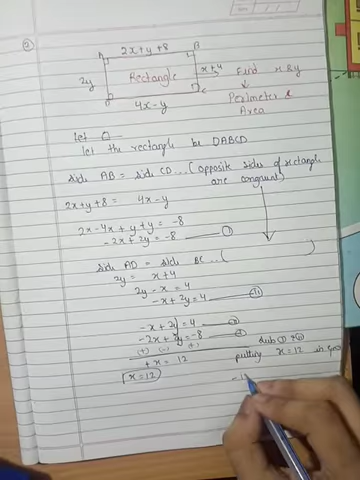 ②
2x+y+8
A B
2y Rectangle x+4 Find x & y
D C
4x-y Perimeter & Area
Let □
let the rectangle be □ABCD
side AB = side CD ... (opposite sides of rectangle are congruent)
2x+y+8 = 4x-y
2x-4x+y+y = -8
-2x+2y = -8 —— Ⓘ
side AD = side BC ... ( )
2y = x+4
2y-x = 4
-x+2y = 4 —— Ⓘ Ⓘ
-x+2y = 4 —— Ⓘ Ⓘ
-2x+2y = -8 —— Ⓘ
(+) (-) (+)
+x = 12
x=12
putting x=12 in